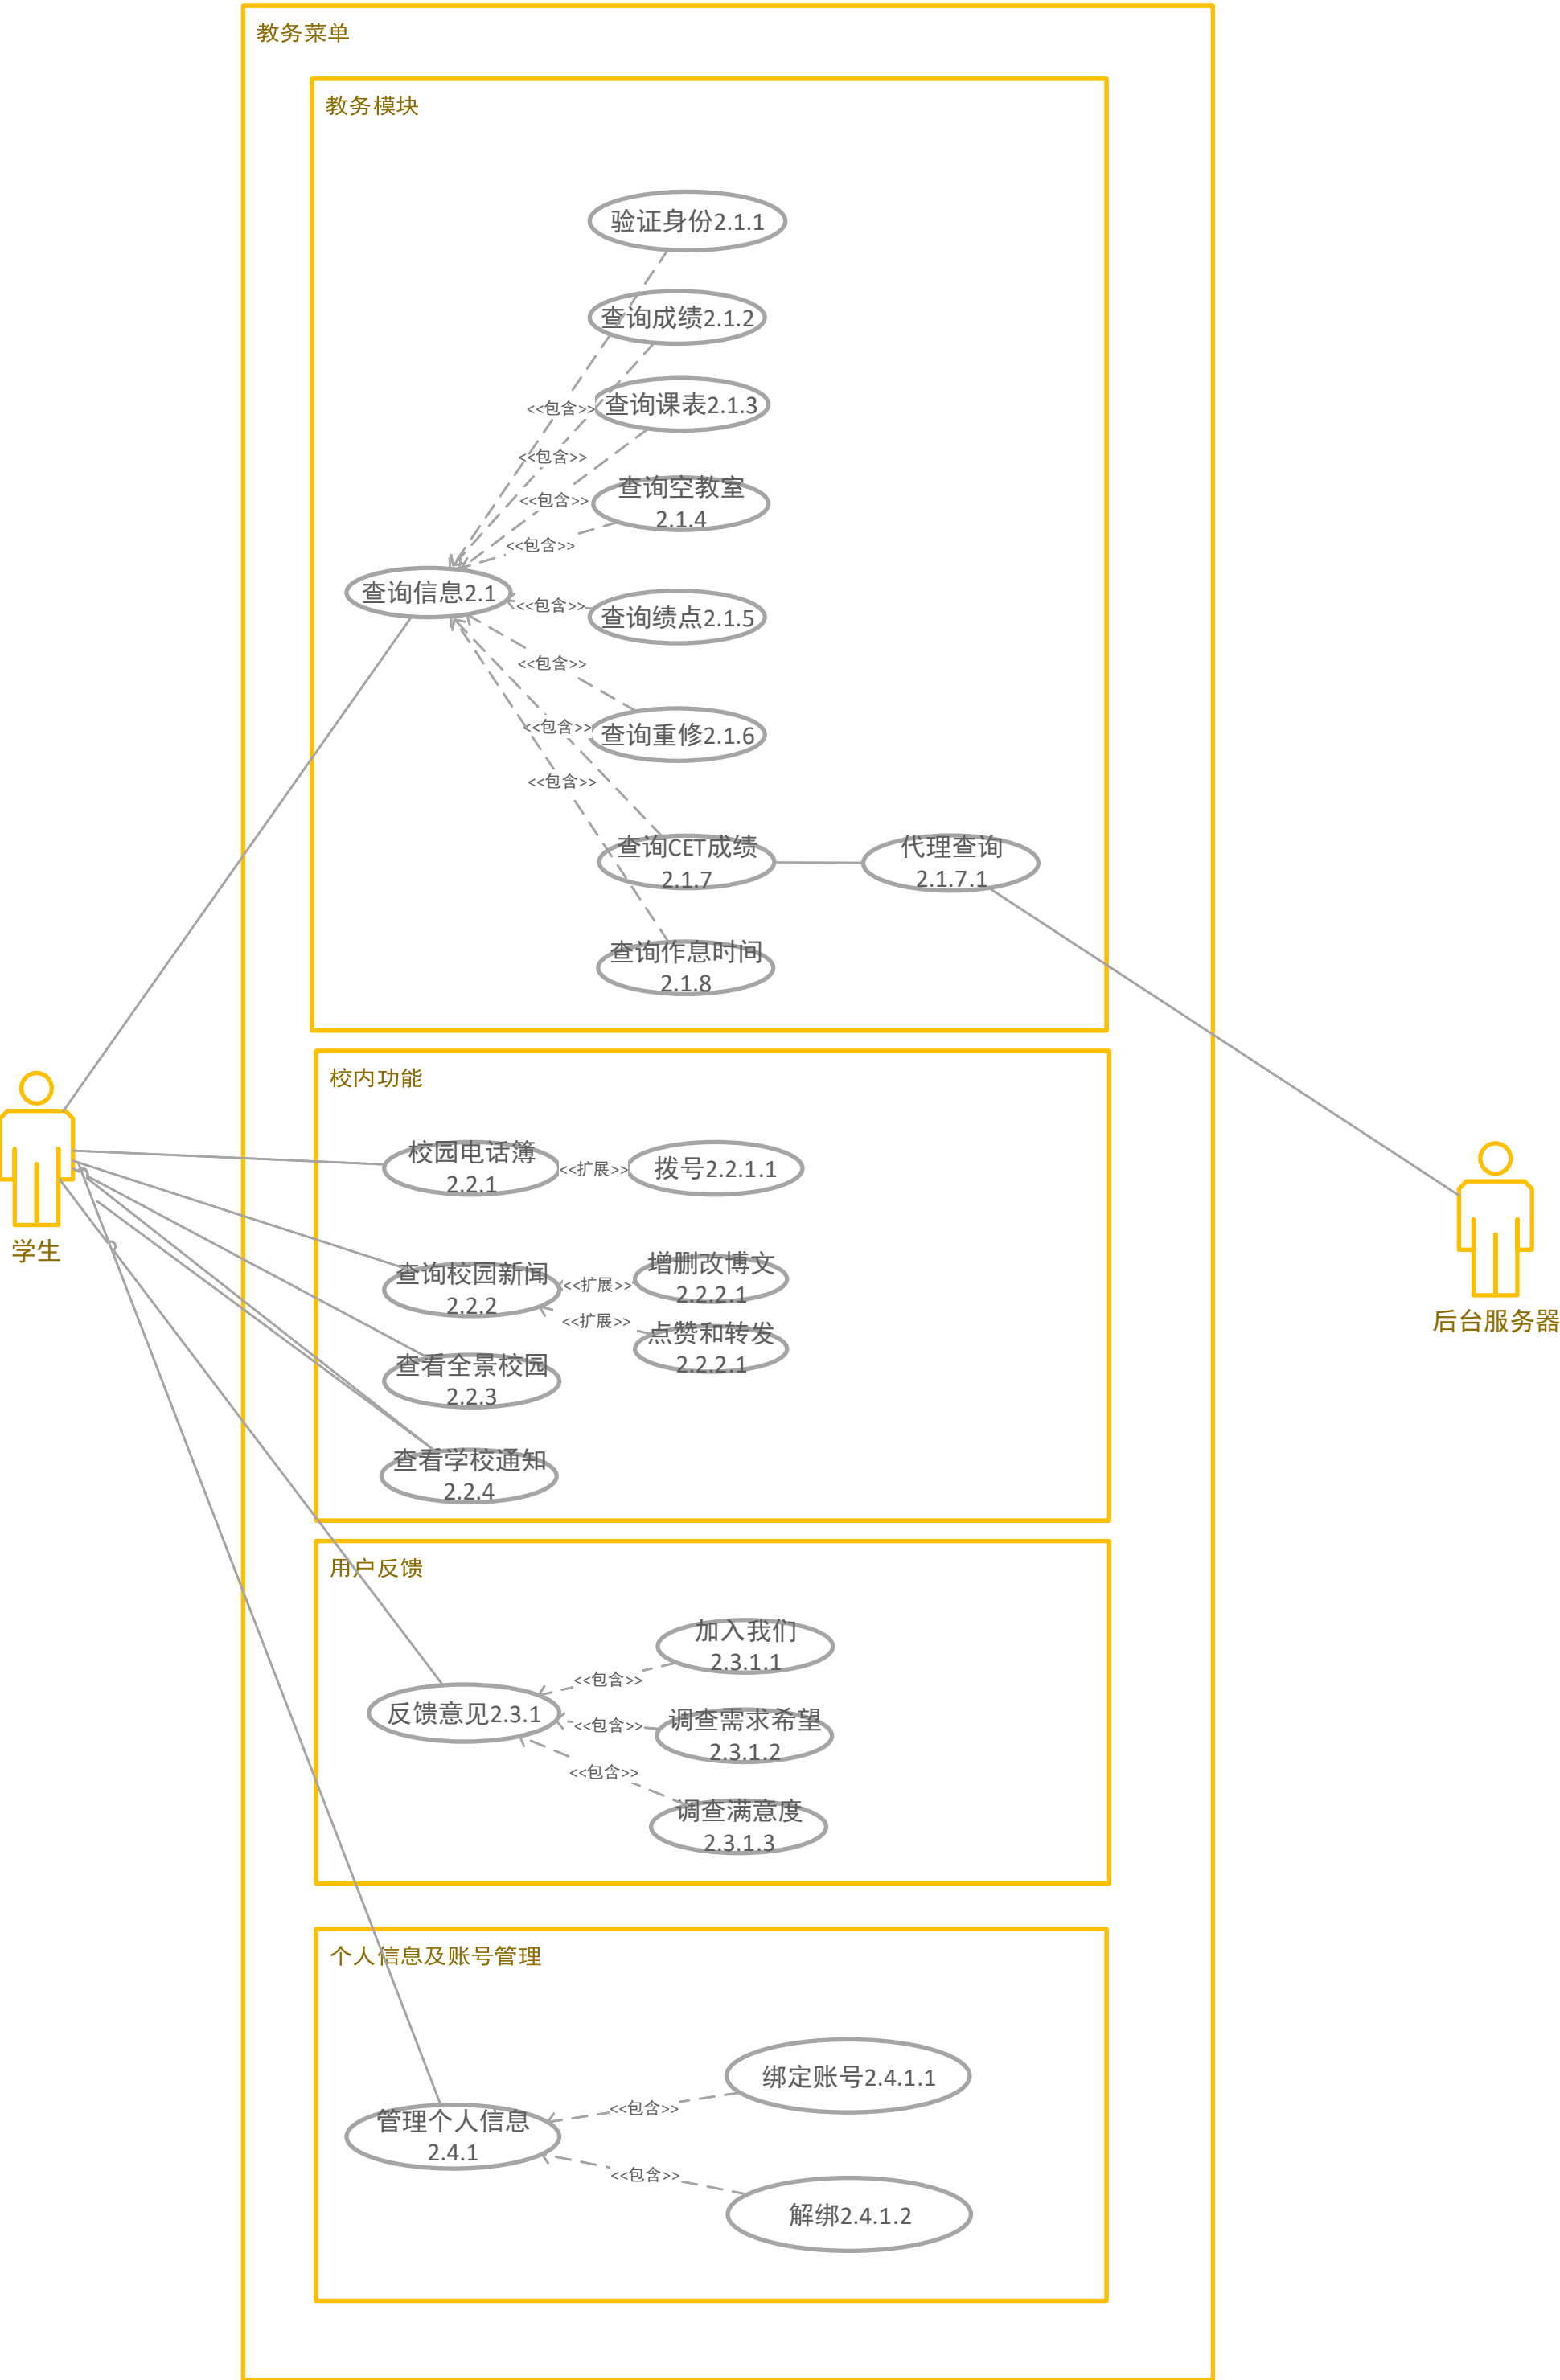 教务菜单
教务模块
验证身份2.1.1
查询成绩2.1.2
<<包含>>
查询课表2.1.3
<<包含>>
<<包含>>
查询空教室
2.1.4
<<包含>>
查询信息2.1
<<包含>>
查询绩点2.1.5
<<包含>>
<<包含>>
查询重修2.1.6
<<包含>>
查询CET成绩
2.1.7
代理查询
2.1.7.1
查询作息时间
2.1.8
校内功能
校园电话簿
2.2.1
<<扩展>>
拨号2.2.1.1
学生
查询校园新闻
2.2.2
<<扩展>>
增删改博文
2.2.2.1
<<扩展>>
点赞和转发
2.2.2.1
后台服务器
查看全景校园
2.2.3
查看学校通知
2.2.4
用户反馈
加入我们
2.3.1.1
<<包含>>
反馈意见2.3.1
<<包含>>
调查需求希望
2.3.1.2
<<包含>>
调查满意度
2.3.1.3
个人信息及账号管理
绑定账号2.4.1.1
<<包含>>
管理个人信息
2.4.1
<<包含>>
解绑2.4.1.2